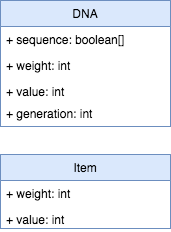 DNA
+ sequence: boolean[]
+ weight: int
+ value: int
+ generation: int
Item
+ weight: int
+ value: int